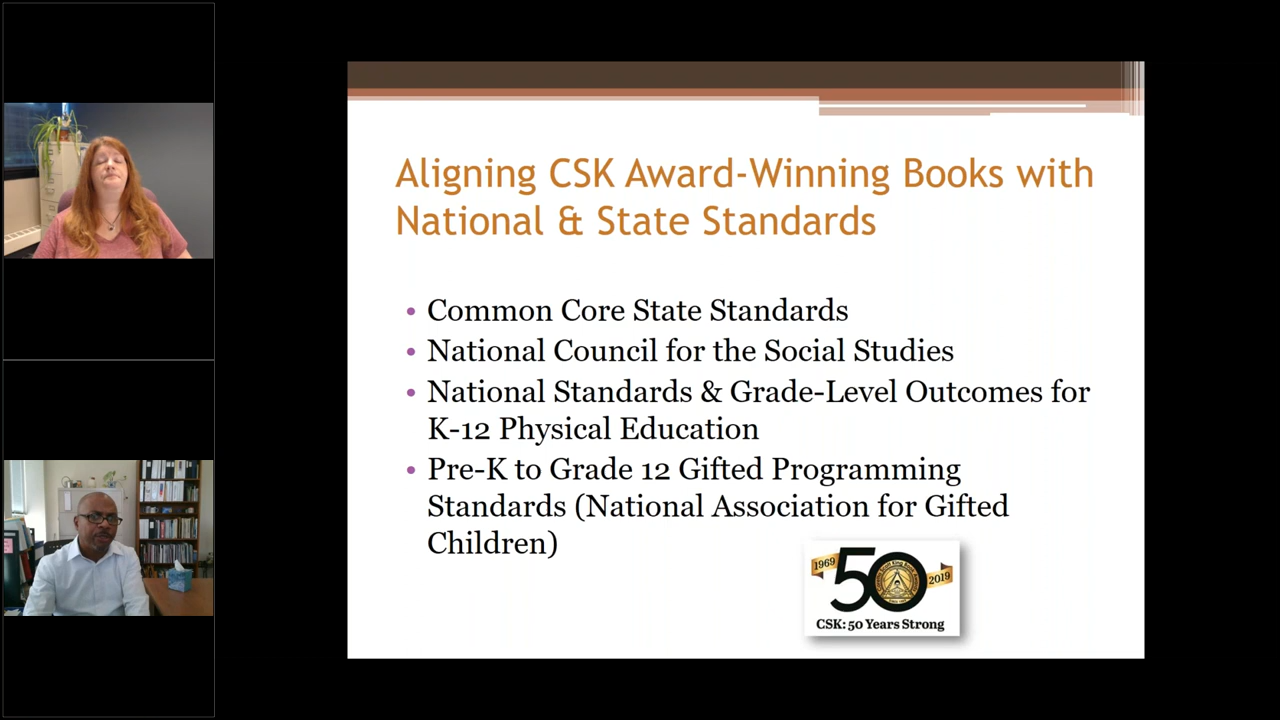 Aligning CSK Award-Winning Books with
National & State Standards
• Common Core State Standards
• National Council for the Social Studies
• National Standards & Grade-Level Outcomes for
K-12 Physical Education
• Pre-K to Grade 12 Gifted Programming
Standards (National Association for Gifted
Children)
1969
50
2019
CSK: 50 Years Strong